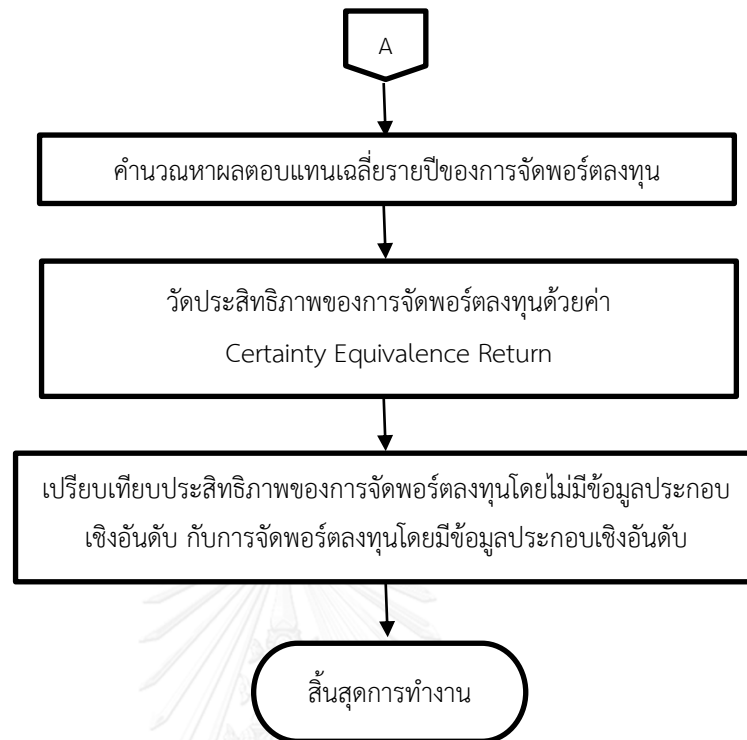 A
คำนวณหาผลตอบแทนเฉลี่ยรายปีของการจัดพอร์ตลงทุน
วัดประสิทธิภาพของการจัดพอร์ตลงทุนด้วยค่า
Certainty Equivalence Return
เปรียบเทียบประสิทธิภาพของการจัดพอร์ตลงทุนโดยไม่มีข้อมูลประกอบ
เชิงอันดับ กับการจัดพอร์ตลงทุนโดยมีข้อมูลประกอบเชิงอันดับ
สิ้นสุดการทำงาน